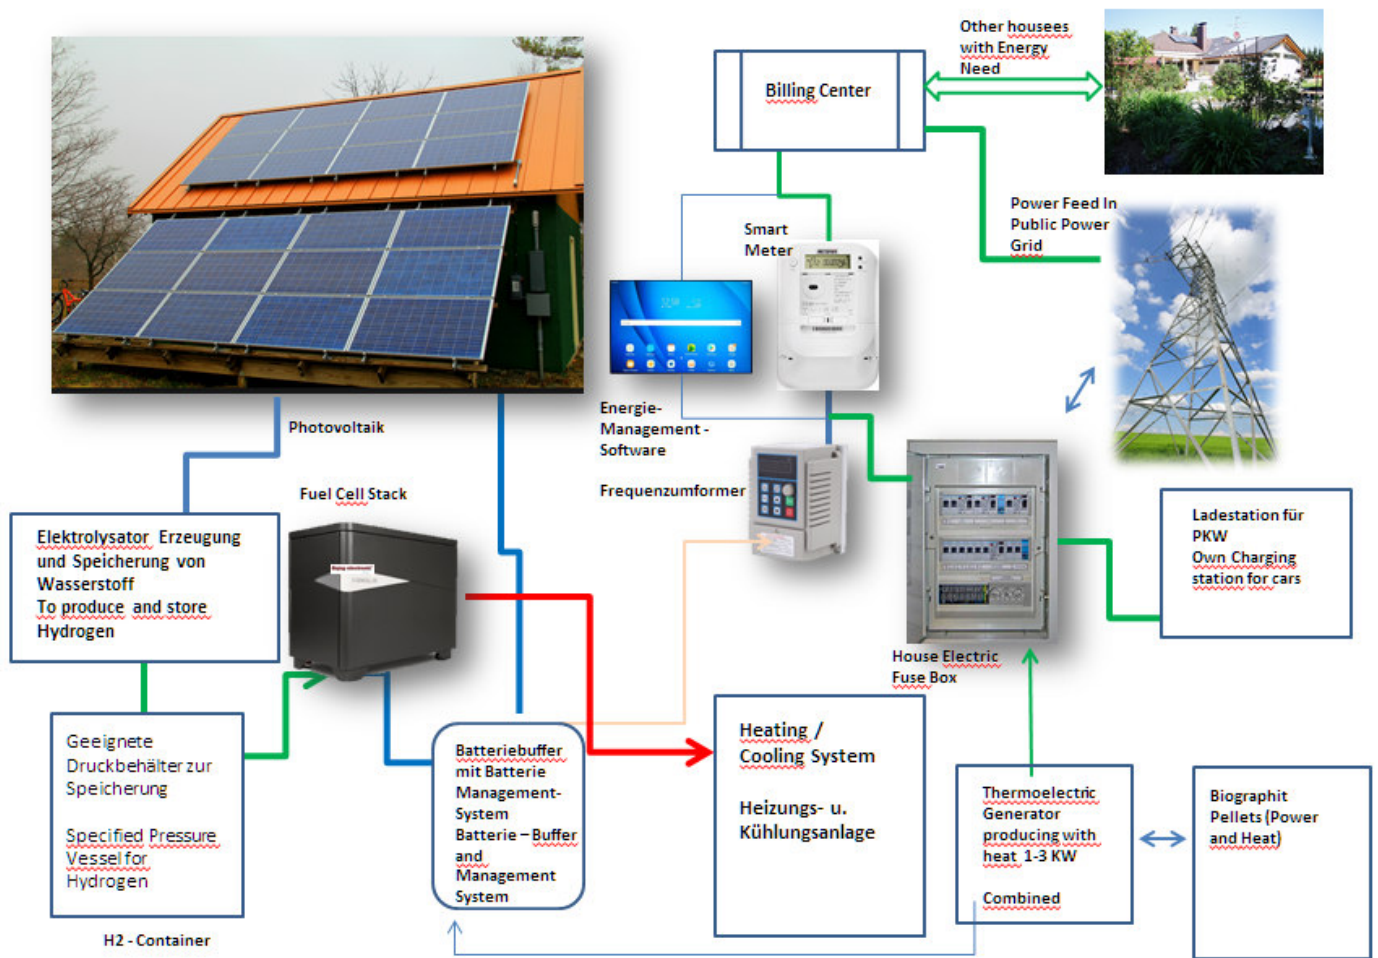 Other housees
with Energy
Need
Billing Center
Power Feed In
Public Power
Grid
Smart
Meter
Energie-
Management -
Software
Photovoltaik
Frequenzumformer
Fuel Cell Stack
Elektrolysator Erzeugung
und Speicherung von
Wasserstoff
To produce and store
Hydrogen
Ladestation für
PKW
Own Charging
station for cars
House Electric
Fuse Box
Geeignete
Druckbehälter zur
Speicherung
Specified Pressure
Vessel for
Hydrogen
H2 - Container
Batteriebuffer
mit Batterie
Management-
System
Batterie – Buffer
and
Management
System
Heating /
Cooling System
Heizungs- u.
Kühlungsanlage
Thermoelectric
Generator
producing with
heat 1-3 KW
Combined
Biographit
Pellets (Power
and Heat)